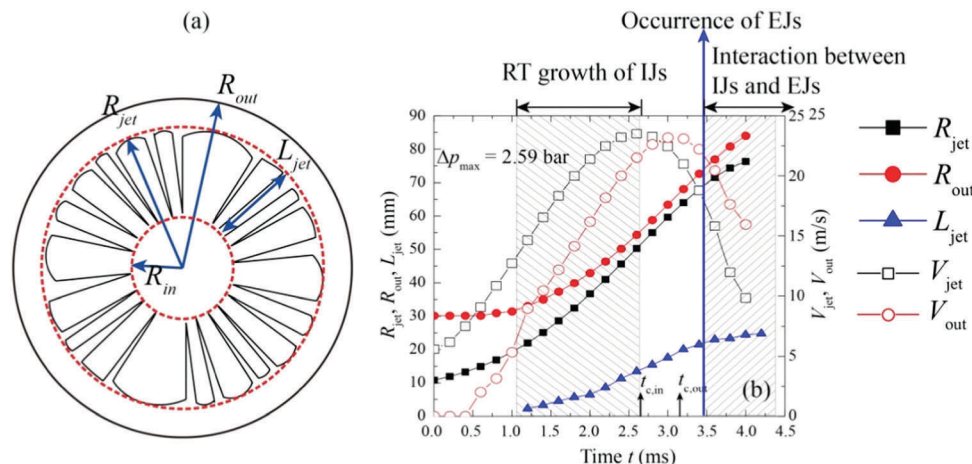 (a)
R_jet
R_out
L_jet
R_in
Occurrence of EJs
RT growth of IJs
Interaction between
IJs and EJs
Δp_max = 2.59 bar
R_jet, R_out, L_jet (mm)
90
80
70
60
50
40
30
20
10
0
0.0 0.5 1.0 1.5 2.0 2.5 3.0 3.5 4.0 4.5
Time t (ms)
t_c,in
t_c,out
(b)
25 25
20
15
10
5
0
V_jet, V_out (m/s)
R_jet
R_out
L_jet
V_jet
V_out